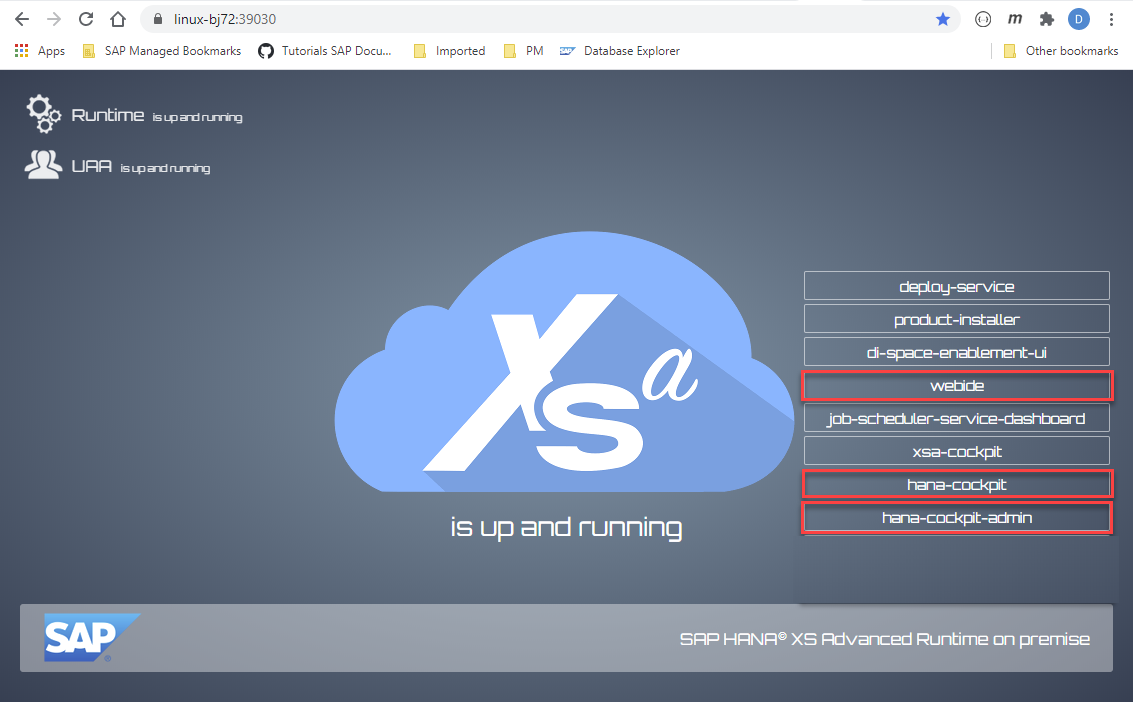 linux-bj72:39030
m
D
Apps
SAP Managed Bookmarks
Tutorials SAP Docu...
Imported
PM
SAP
Database Explorer
Other bookmarks
Runtime is up and running
UAA is up and running
XSa
is up and running
deploy-service
product-installer
di-space-enablement-ui
webide
job-scheduler-service-dashboard
xsa-cockpit
hana-cockpit
hana-cockpit-admin
SAP®
SAP HANA® XS Advanced Runtime on premise